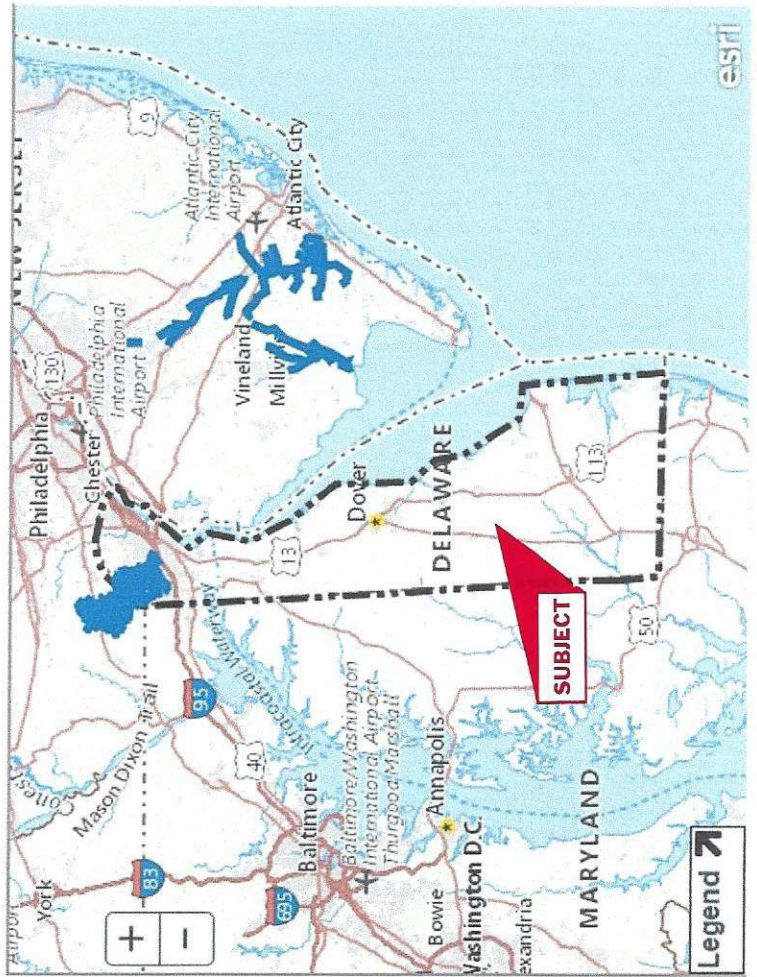 Airport
York
83
+
−
695
Conest
Mason Dixon Trail
95
40
Baltimore
Baltimore/Washington
International Airport-
Thurgood Marshall
Bowie
Annapolis
Washington D.C.
exandria
MARYLAND
Legend
Intracoastal Waterway
SUBJECT
50
Philadelphia
Chester
130
Philadelphia
International
Airport
NEW JERSEY
9
Atlantic City
International
Airport
Atlantic City
Vineland
Millvi
13
Dover
DELAWARE
113
esri